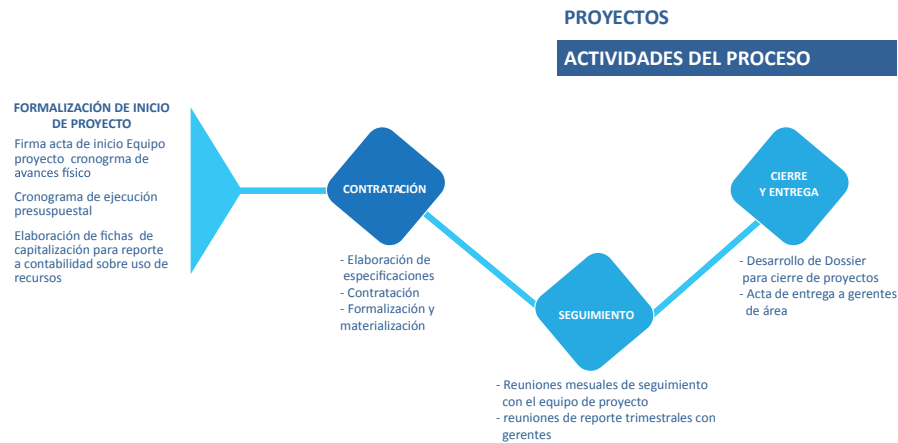 PROYECTOS
ACTIVIDADES DEL PROCESO
FORMALIZACIÓN DE INICIO
DE PROYECTO
Firma acta de inicio Equipo
proyecto cronogrma de
avances físico
Cronograma de ejecución
presuspuestal
Elaboración de fichas de
capitalización para reporte
a contabilidad sobre uso de
recursos
CONTRATACIÓN
- Elaboración de
especificaciones
- Contratación
- Formalización y
materialización
SEGUIMIENTO
- Reuniones mesuales de seguimiento
con el equipo de proyecto
- reuniones de reporte trimestrales con
gerentes
CIERRE
Y ENTREGA
- Desarrollo de Dossier
para cierre de proyectos
- Acta de entrega a gerentes
de área